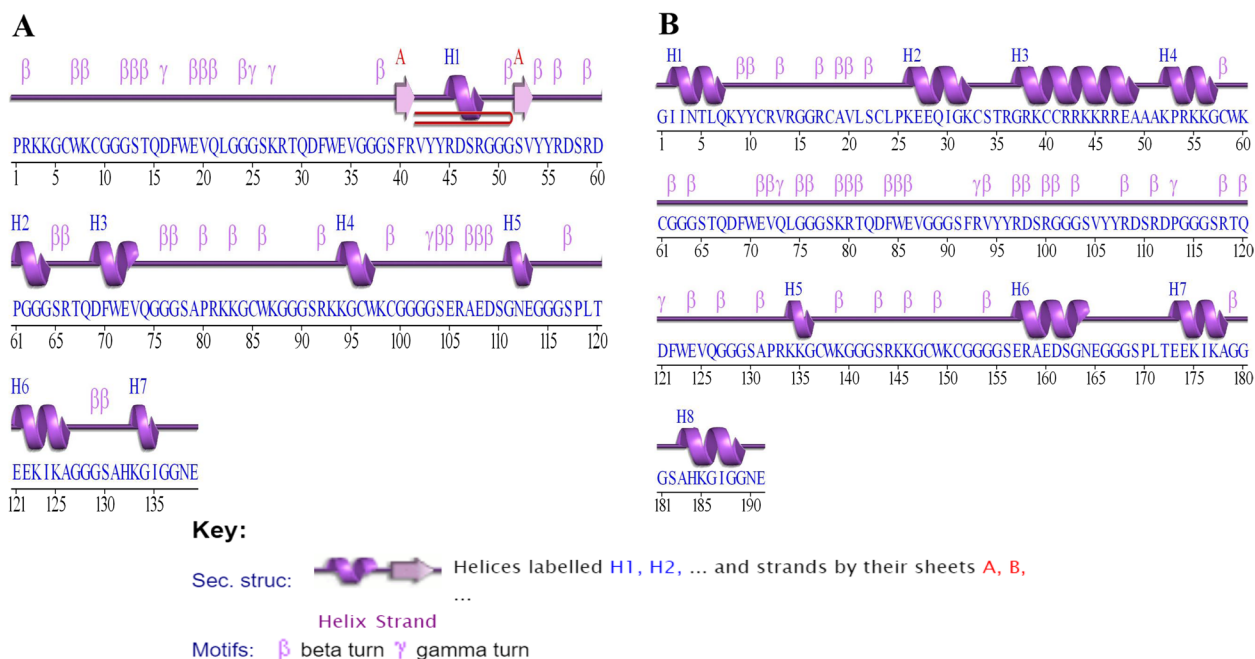 A
β ββ βββ γ βββ βγ γ β A H1 β A β β β
PRKKGCWKCGGGSTQDFWEVQLGGGSKRTQDFWEVGGGSFRVYYRDSRGGGSVYYRDSRD
1 5 10 15 20 25 30 35 40 45 50 55 60
H2 ββ H3 ββ β β β β H4 β γββ βββ H5 β
PGGGSRTQDFWEVQGGGSAPRKKGCWKGGGSRKKGCWKCGGGGSERAEDSGNEGGGSPLT
61 65 70 75 80 85 90 95 100 105 110 115 120
H6 ββ H7
EEKIKAGGGSAHKGIGGNE
121 125 130 135
B
H1 ββ β β ββ β H2 H3 H4 β
GIINTLQKYYCRVRGGRCAVLSCLPKEEQIGKCSTRGRKCCRRKKRREAAAKPRKKGCWK
1 5 10 15 20 25 30 35 40 45 50 55 60
β β ββγ ββ βββ βββ γβ ββ ββ β β β γ β β
CGGGSTQDFWEVQLGGGSKRTQDFWEVGGGSFRVYYRDSRGGGSVYYRDSRDPGGGSRTQ
61 65 70 75 80 85 90 95 100 105 110 115 120
γ β β β H5 β β β β β H6 H7 β
DFWEVQGGGSAPRKKGCWKGGGSRKKGCWKCGGGGSERAEDSGNEGGGSPLTEEKIKAGG
121 125 130 135 140 145 150 155 160 165 170 175 180
H8
GSAHKGIGGNE
181 185 190
Key:
Sec. struc: Helices labelled H1, H2, ... and strands by their sheets A, B,
...
Helix Strand
Motifs: β beta turn γ gamma turn